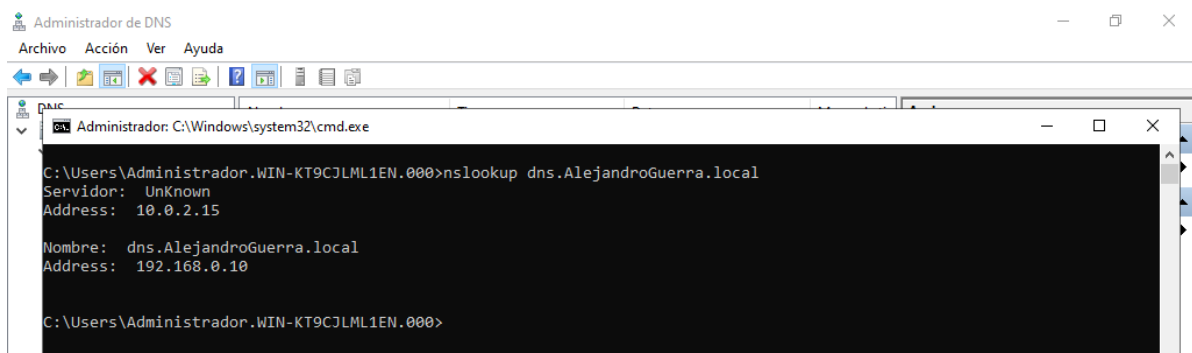 Administrador de DNS
Archivo Acción Ver Ayuda
DNS
Administrador: C:\Windows\system32\cmd.exe
C:\Users\Administrador.WIN-KT9CJLML1EN.000>nslookup dns.AlejandroGuerra.local
Servidor: UnKnown
Address: 10.0.2.15
Nombre: dns.AlejandroGuerra.local
Address: 192.168.0.10
C:\Users\Administrador.WIN-KT9CJLML1EN.000>